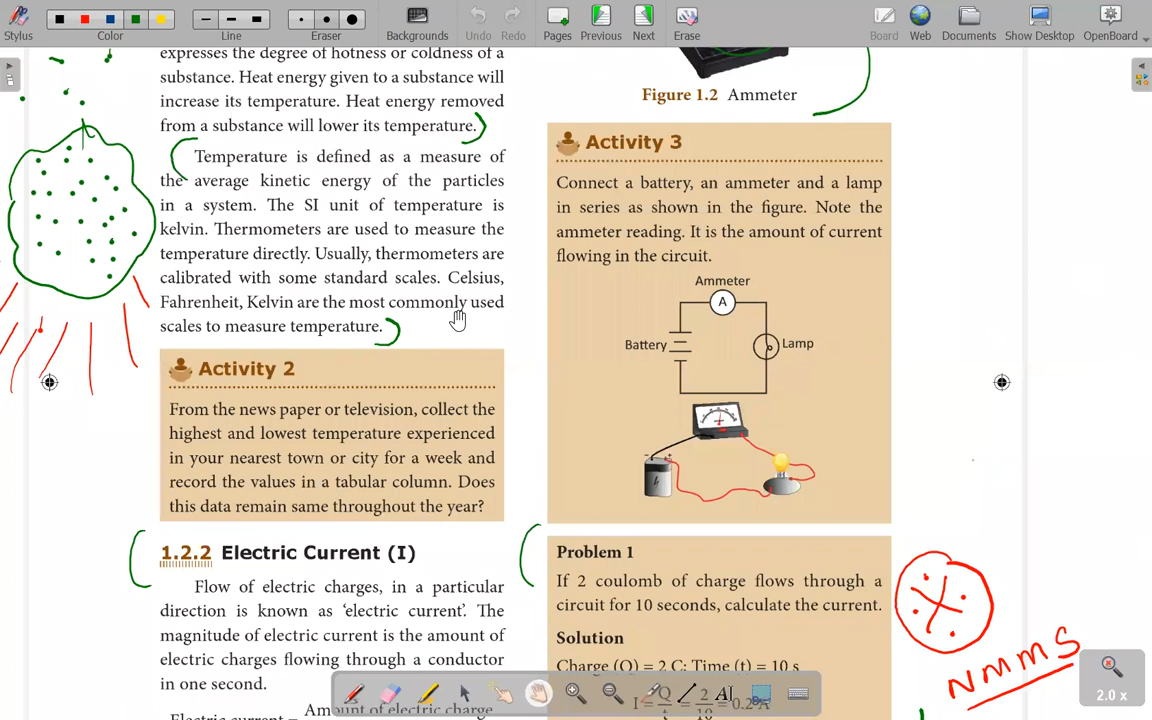 Stylus
Color
Line
Eraser
Backgrounds
Undo
Redo
Pages
Previous
Next
Erase
Board
Web
Documents
Show Desktop
OpenBoard
expresses the degree of hotness or coldness of a
substance. Heat energy given to a substance will
increase its temperature. Heat energy removed
from a substance will lower its temperature.
Temperature is defined as a measure of
the average kinetic energy of the particles
in a system. The SI unit of temperature is
kelvin. Thermometers are used to measure the
temperature directly. Usually, thermometers are
calibrated with some standard scales. Celsius,
Fahrenheit, Kelvin are the most commonly used
scales to measure temperature.
Activity 2
From the news paper or television, collect the
highest and lowest temperature experienced
in your nearest town or city for a week and
record the values in a tabular column. Does
this data remain same throughout the year?
1.2.2 Electric Current (I)
Flow of electric charges, in a particular
direction is known as ‘electric current’. The
magnitude of electric current is the amount of
electric charges flowing through a conductor
in one second.
Electric current = Amount of electric charge
Figure 1.2 Ammeter
Activity 3
Connect a battery, an ammeter and a lamp
in series as shown in the figure. Note the
ammeter reading. It is the amount of current
flowing in the circuit.
Ammeter
A
Battery
Lamp
Problem 1
If 2 coulomb of charge flows through a
circuit for 10 seconds, calculate the current.
Solution
Charge (Q) = 2 C; Time (t) = 10 s
I = Q/t = 2/10 = 0.2 A
NMMS
2.0 x